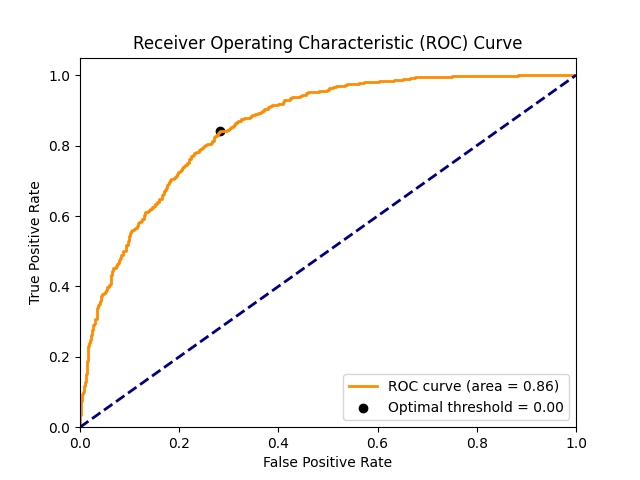 Receiver Operating Characteristic (ROC) Curve
1.0
0.8
0.6
0.4
0.2
0.0
True Positive Rate
ROC curve (area = 0.86)
Optimal threshold = 0.00
0.0 0.2 0.4 0.6 0.8 1.0
False Positive Rate